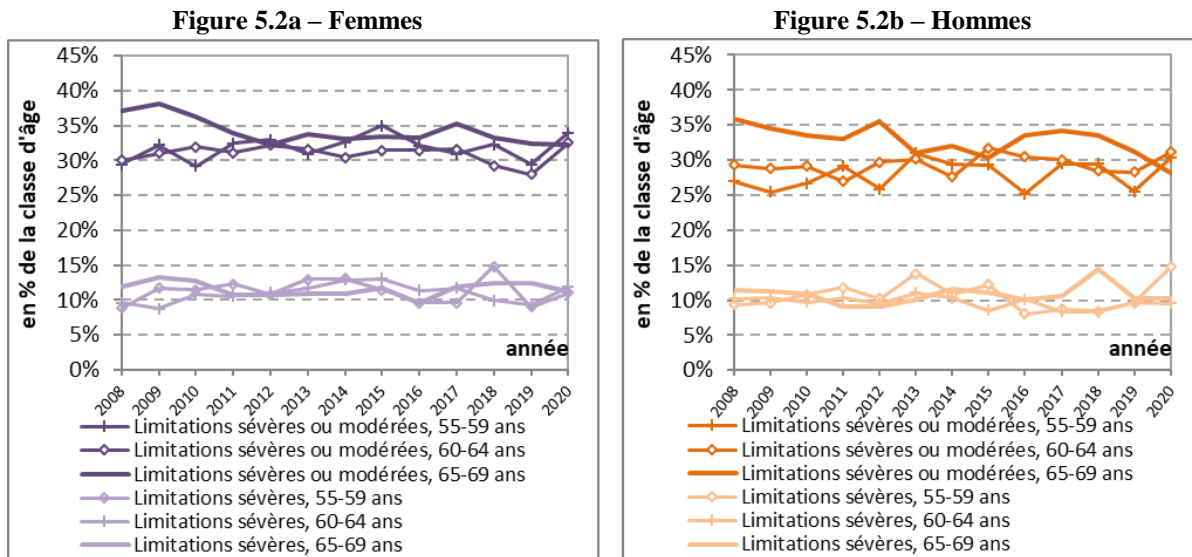 Figure 5.2a – Femmes
45%
40%
35%
30%
25%
20%
15%
10%
5%
0%
en % de la classe d'âge
année
2008
2009
2010
2011
2012
2013
2014
2015
2016
2017
2018
2019
2020
Limitations sévères ou modérées, 55-59 ans
Limitations sévères ou modérées, 60-64 ans
Limitations sévères ou modérées, 65-69 ans
Limitations sévères, 55-59 ans
Limitations sévères, 60-64 ans
Limitations sévères, 65-69 ans
Figure 5.2b – Hommes
45%
40%
35%
30%
25%
20%
15%
10%
5%
0%
en % de la classe d'âge
année
2008
2009
2010
2011
2012
2013
2014
2015
2016
2017
2018
2019
2020
Limitations sévères ou modérées, 55-59 ans
Limitations sévères ou modérées, 60-64 ans
Limitations sévères ou modérées, 65-69 ans
Limitations sévères, 55-59 ans
Limitations sévères, 60-64 ans
Limitations sévères, 65-69 ans